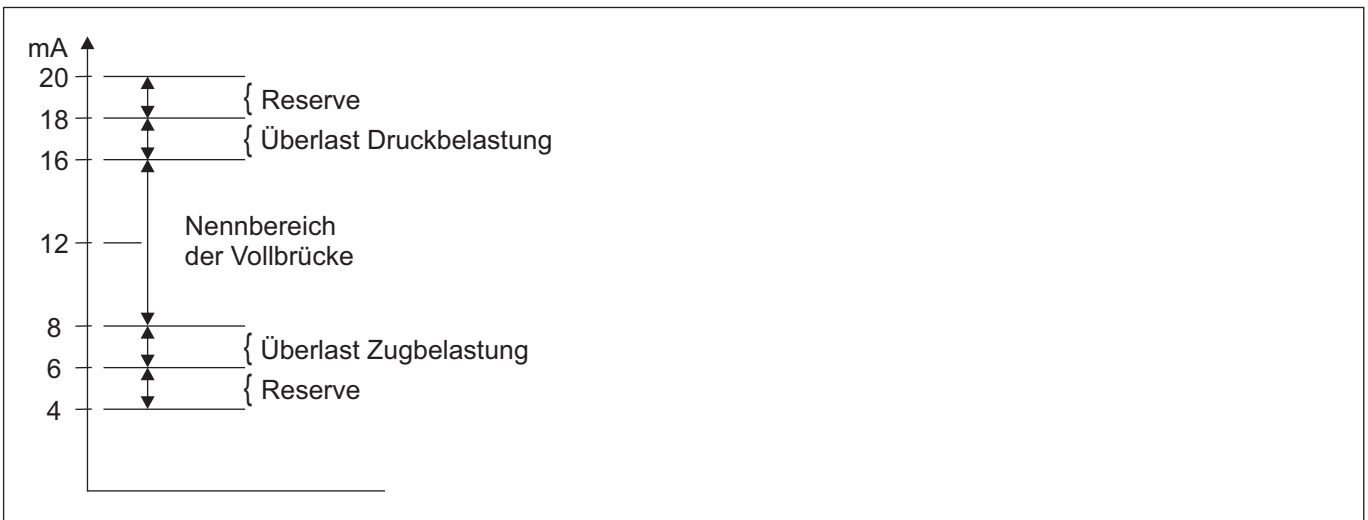 mA
20
{ Reserve
18
{ Überlast Druckbelastung
16
Nennbereich
12
der Vollbrücke
8
{ Überlast Zugbelastung
6
{ Reserve
4